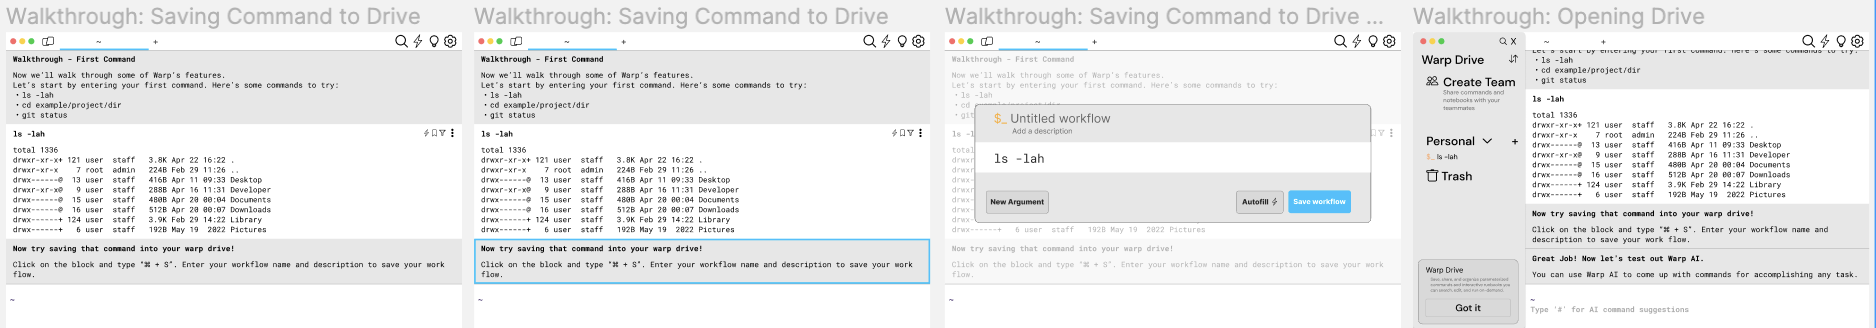 Walkthrough: Saving Command to Drive
~
+
Walkthrough - First Command
Now we'll walk through some of Warp's features.
Let's start by entering your first command. Here's some commands to try:
• ls -lah
• cd example/project/dir
• git status
ls -lah
total 1336
drwxr-xr-x+ 121 user staff 3.8K Apr 22 16:22 .
drwxr-xr-x 7 root admin 224B Feb 29 11:26 ..
drwx------@ 13 user staff 416B Apr 11 09:33 Desktop
drwxr-xr-x@ 9 user staff 288B Apr 16 11:31 Developer
drwx------@ 15 user staff 480B Apr 20 00:04 Documents
drwx------@ 16 user staff 512B Apr 20 00:07 Downloads
drwx------+ 124 user staff 3.9K Feb 29 14:22 Library
drwx------+ 6 user staff 192B May 19 2022 Pictures
Now try saving that command into your warp drive!
Click on the block and type "⌘ + S". Enter your workflow name and description to save your work
flow.
~
Walkthrough: Saving Command to Drive
~
+
Walkthrough - First Command
Now we'll walk through some of Warp's features.
Let's start by entering your first command. Here's some commands to try:
• ls -lah
• cd example/project/dir
• git status
ls -lah
total 1336
drwxr-xr-x+ 121 user staff 3.8K Apr 22 16:22 .
drwxr-xr-x 7 root admin 224B Feb 29 11:26 ..
drwx------@ 13 user staff 416B Apr 11 09:33 Desktop
drwxr-xr-x@ 9 user staff 288B Apr 16 11:31 Developer
drwx------@ 15 user staff 480B Apr 20 00:04 Documents
drwx------@ 16 user staff 512B Apr 20 00:07 Downloads
drwx------+ 124 user staff 3.9K Feb 29 14:22 Library
drwx------+ 6 user staff 192B May 19 2022 Pictures
Now try saving that command into your warp drive!
Click on the block and type "⌘ + S". Enter your workflow name and description to save your work
flow.
~
Walkthrough: Saving Command to Drive ...
~
+
Walkthrough - First Command
Now we'll walk through some of Warp's features.
Let's start by entering your first command. Here's some commands to try:
• ls -lah
• cd example/project/dir
• git
$_ Untitled workflow
Add a description
ls -lah
New Argument
Autofill
Save workflow
ls -l
total
drwx------+ 6 user staff 192B May 19 2022 Pictures
Now try saving that command into your warp drive!
Click on the block and type "⌘ + S". Enter your workflow name and description to save your work
flow.
~
Walkthrough: Opening Drive
X
Warp Drive
Create Team
Share commands and
notebooks with your
teammates
Personal
+
$_ ls -lah
Trash
Warp Drive
Got it
~
+
Let's start by entering your first command. Here's some commands to try:
• ls -lah
• cd example/project/dir
• git status
ls -lah
total 1336
drwxr-xr-x+ 121 user staff 3.8K Apr 22 16:22 .
drwxr-xr-x 7 root admin 224B Feb 29 11:26 ..
drwx------@ 13 user staff 416B Apr 11 09:33 Desktop
drwxr-xr-x@ 9 user staff 288B Apr 16 11:31 Developer
drwx------@ 15 user staff 480B Apr 20 00:04 Documents
drwx------@ 16 user staff 512B Apr 20 00:07 Downloads
drwx------+ 124 user staff 3.9K Feb 29 14:22 Library
drwx------+ 6 user staff 192B May 19 2022 Pictures
Now try saving that command into your warp drive!
Click on the block and type "⌘ + S". Enter your workflow name and
description to save your work flow.
Great Job! Now let's test out Warp AI.
You can use Warp AI to come up with commands for accomplishing any task.
~
Type '#' for AI command suggestions